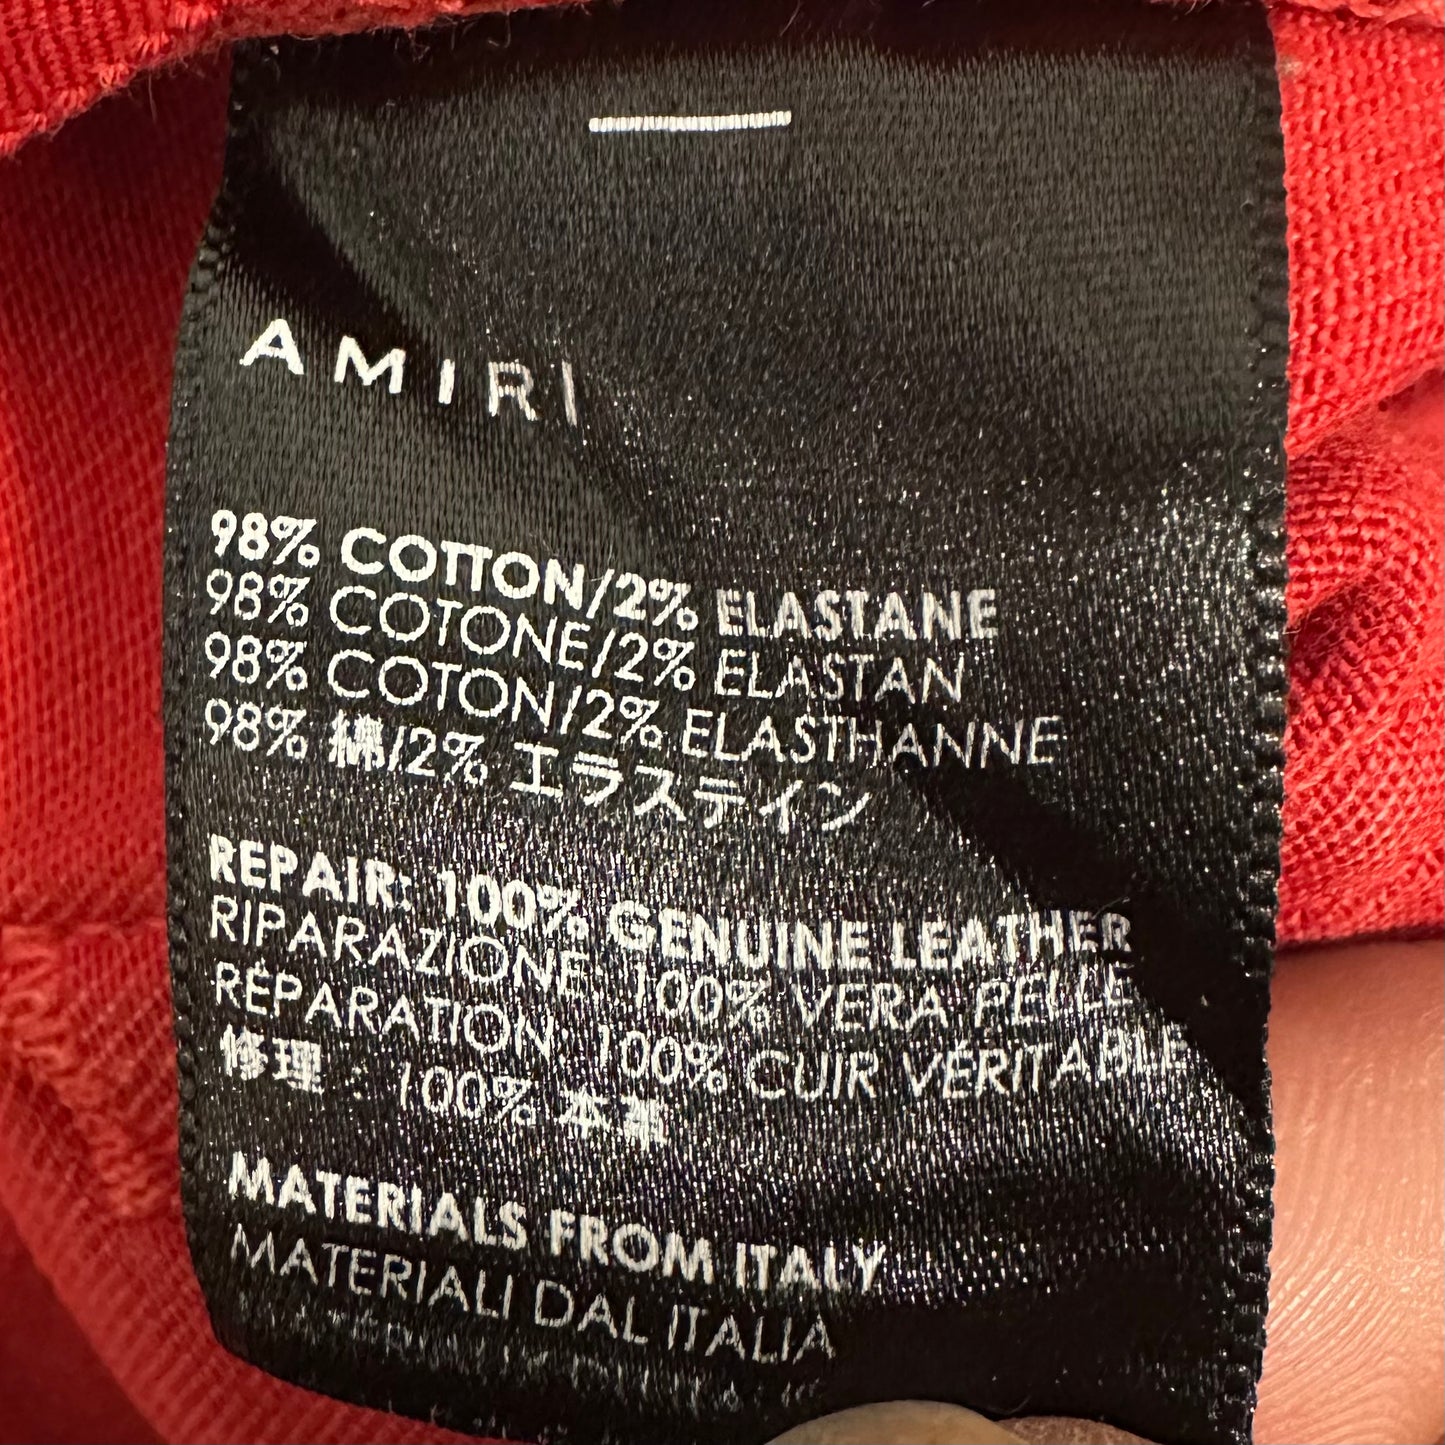 AMIRI
98% COTTON/2% ELASTANE
98% COTONE/2% ELASTAN
98% COTON/2% ELASTHANNE
98% 綿/2% エラステイン
REPAIR: 100% GENUINE LEATHER
RIPARAZIONE: 100% VERA PELLE
RÉPARATION: 100% CUIR VERITABLE
修理 : 100% 本革
MATERIALS FROM ITALY
MATERIALI DAL ITALIA